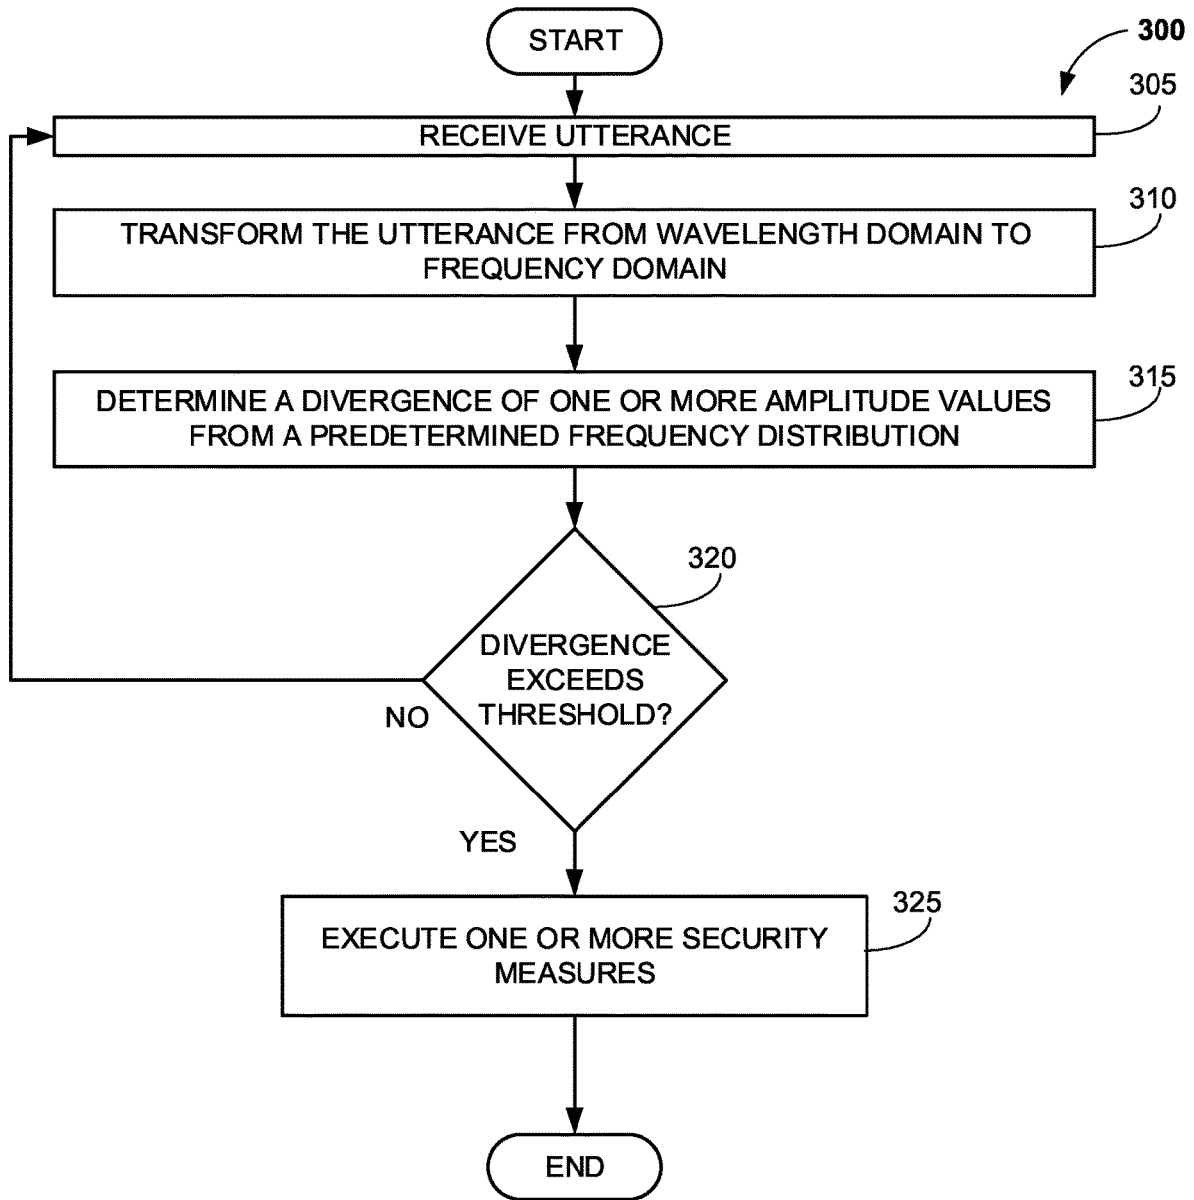 START
300
305
RECEIVE UTTERANCE
310
TRANSFORM THE UTTERANCE FROM WAVELENGTH DOMAIN TO
FREQUENCY DOMAIN
315
DETERMINE A DIVERGENCE OF ONE OR MORE AMPLITUDE VALUES
FROM A PREDETERMINED FREQUENCY DISTRIBUTION
320
DIVERGENCE
EXCEEDS
THRESHOLD?
NO
YES
325
EXECUTE ONE OR MORE SECURITY
MEASURES
END